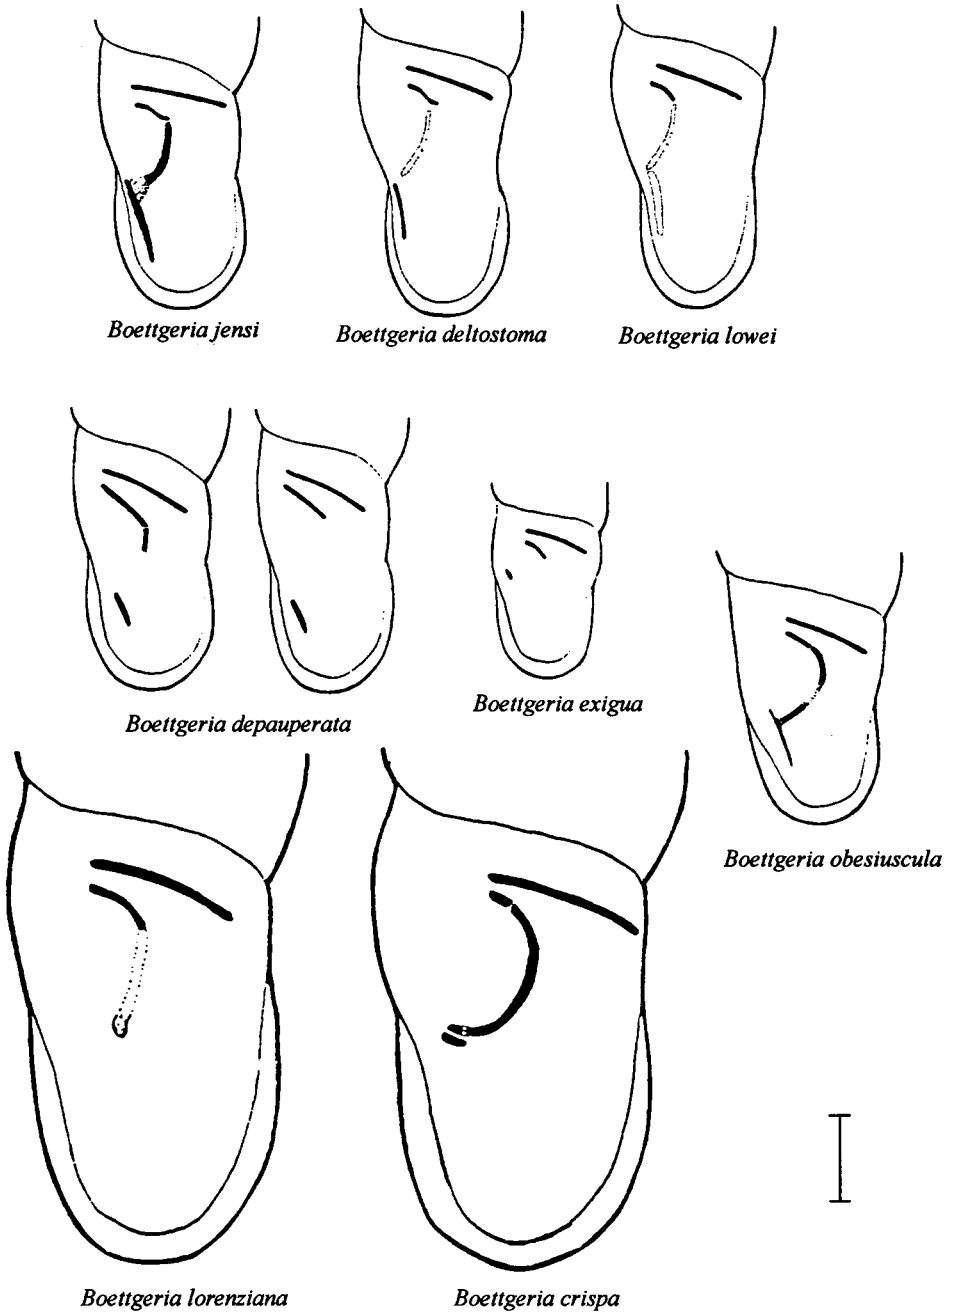 Boettgeria jensi
Boettgeria deltostoma
Boettgeria lowei
Boettgeria depauperata
Boettgeria exigua
Boettgeria obesiuscula
Boettgeria lorenziana
Boettgeria crispa